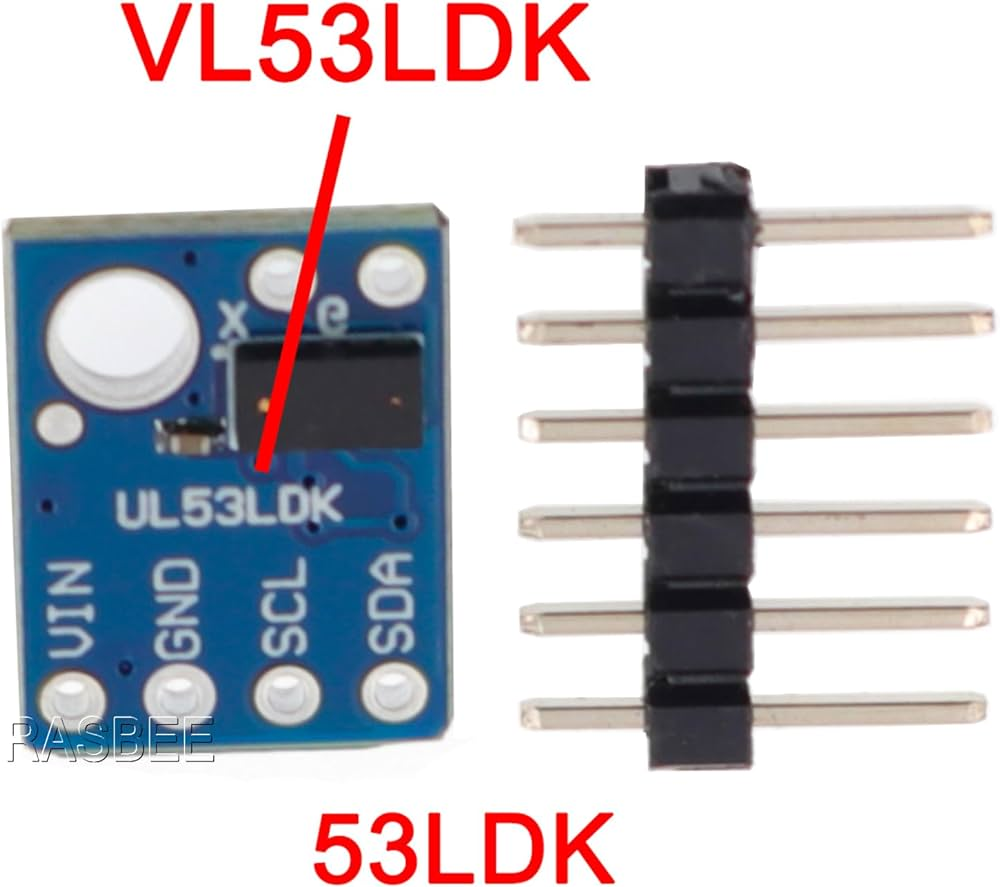 VL53LDK
x e
UL53LDK
VIN GND SCL SDA
RASBEE
53LDK